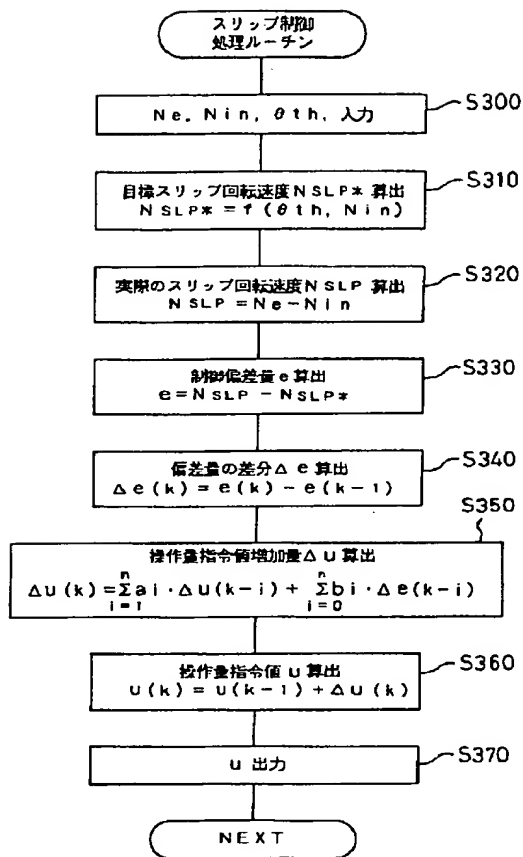 スリップ制御
処理ルーチン
Ne, Nin, θth, 入力
S300
目標スリップ回転速度NSLP* 算出
NSLP* = f (θth, Nin)
S310
実際のスリップ回転速度NSLP 算出
NSLP = Ne − Nin
S320
制御偏差量 e 算出
e = NSLP − NSLP*
S330
偏差量の差分 Δe 算出
Δe (k) = e (k) − e (k−1)
S340
S350
操作量指令値増加量 Δu 算出
Δu (k) = Σ[i=1, n] ai · Δu (k−i) + Σ[i=0, n] bi · Δe (k−i)
操作量指令値 u 算出
u (k) = u (k−1) + Δu (k)
S360
u 出力
S370
NEXT